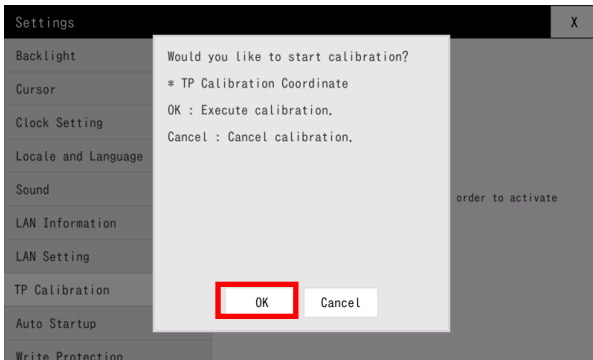 Settings
X
Backlight
Cursor
Clock Setting
Locale and Language
Sound
LAN Information
LAN Setting
TP Calibration
Auto Startup
Write Protection
Would you like to start calibration?
* TP Calibration Coordinate
OK : Execute calibration.
Cancel : Cancel calibration.
OK
Cancel
order to activate